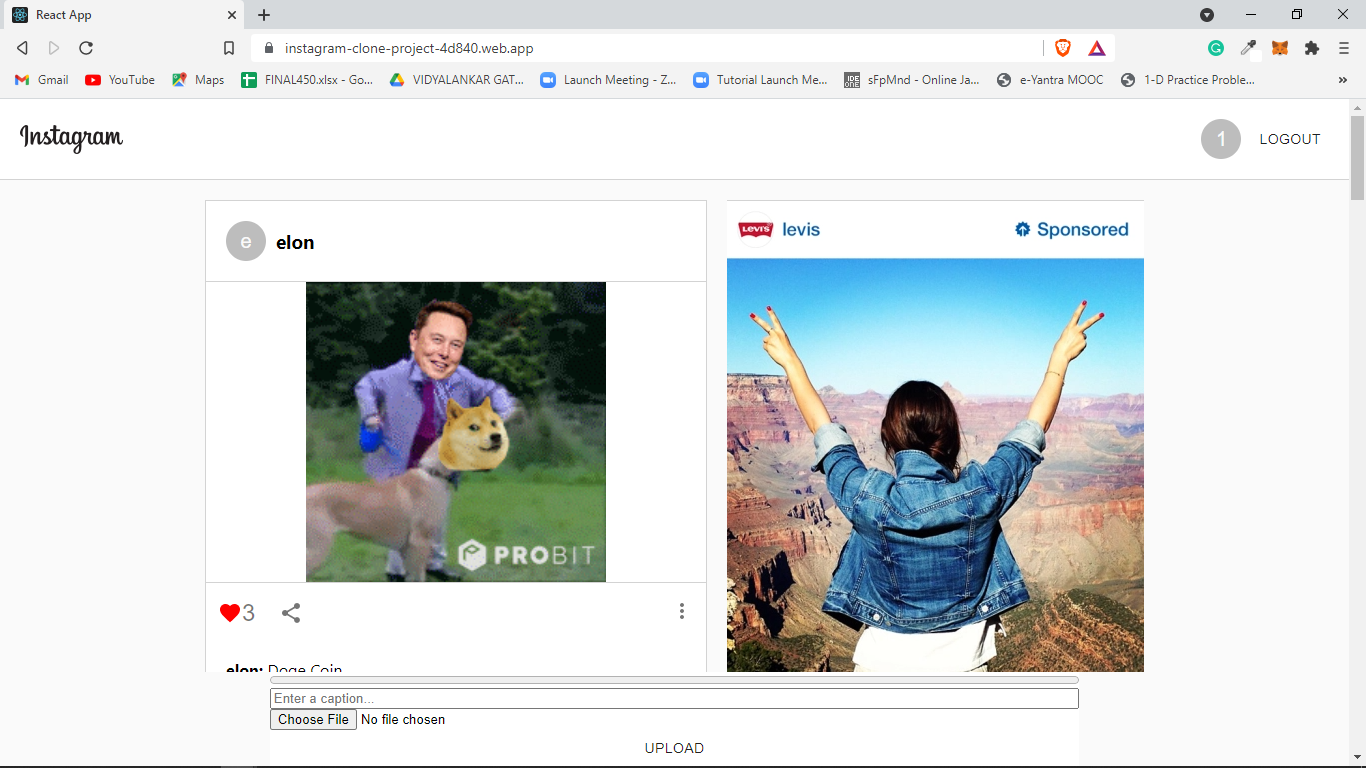 React App
instagram-clone-project-4d840.web.app
Gmail YouTube Maps FINAL450.xlsx - Go... VIDYALANKAR GAT... Launch Meeting - Z... Tutorial Launch Me... sFpMnd - Online Ja... e-Yantra MOOC 1-D Practice Proble... »
Instagram
1 LOGOUT
e elon
LEVI'S levis Sponsored
PROBIT
3
elon: Doge Coin
Enter a caption...
Choose File No file chosen
UPLOAD